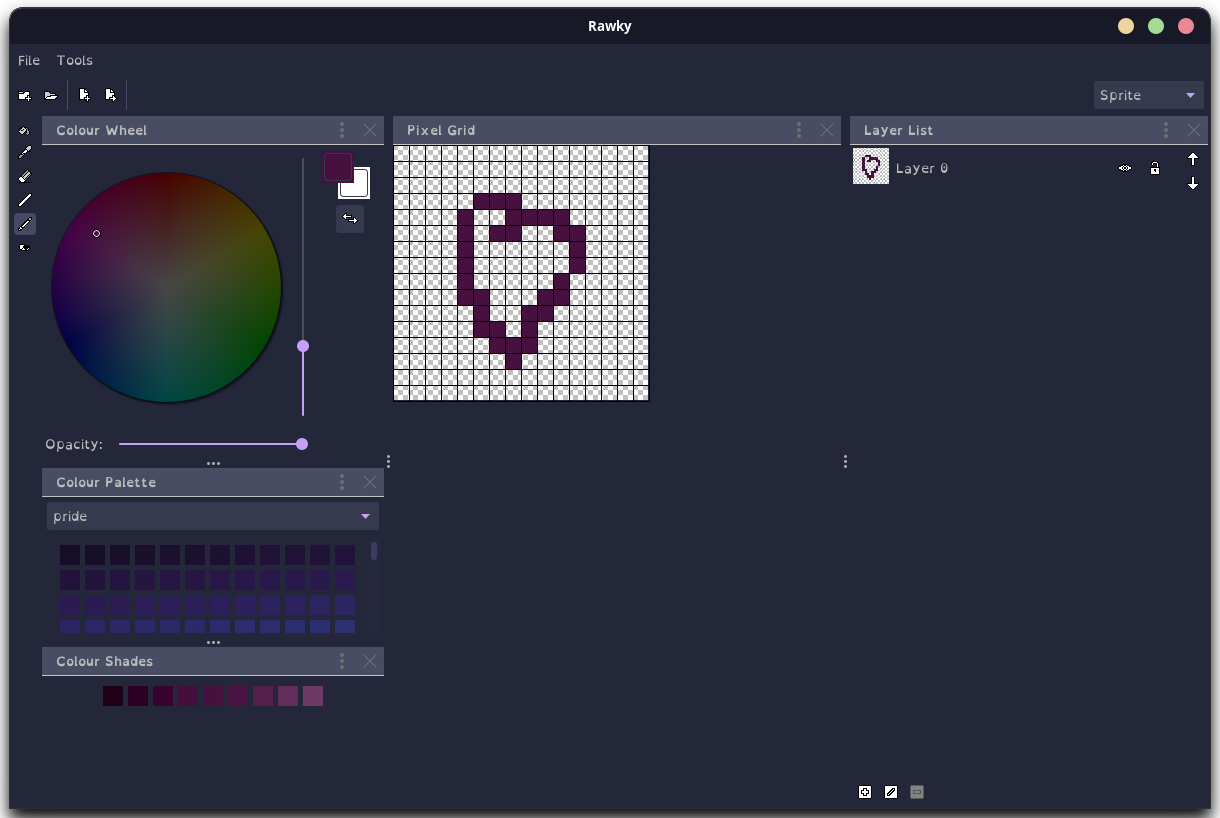 Rawky
File Tools
Sprite
Colour Wheel
Pixel Grid
Layer List
Layer 0
Opacity:
Colour Palette
pride
Colour Shades